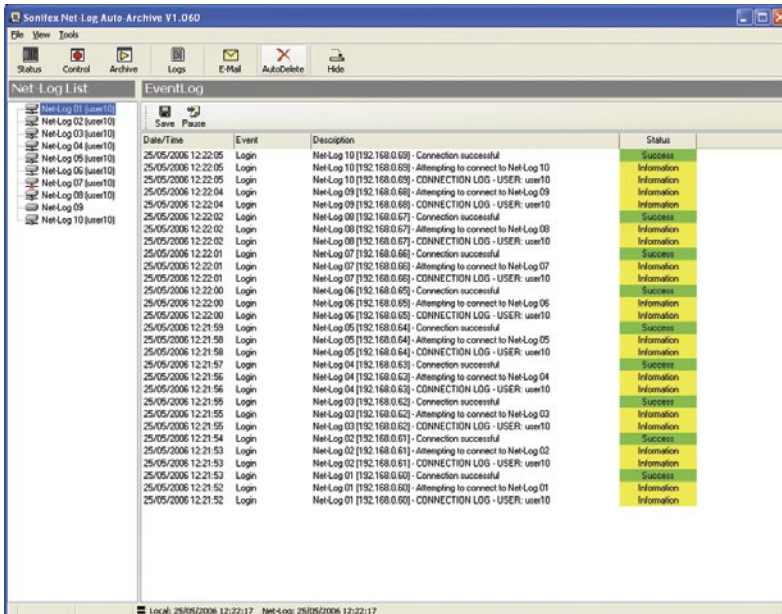 Sonifex Net-Log Auto-Archive V1.060
File View Tools
Status Control Archive Logs E-Mail AutoDelete Hide
Net-Log List EventLog
Net-Log 01 (user10)
Net-Log 02 (user10)
Net-Log 03 (user10)
Net-Log 04 (user10)
Net-Log 05 (user10)
Net-Log 06 (user10)
Net-Log 07 (user10)
Net-Log 08 (user10)
Net-Log 09
Net-Log 10 (user10)
Save Pause
Date/Time Event Description Status
25/05/2006 12:22:05 Login Net-Log 10 [192.168.0.69] - Connection successful Success
25/05/2006 12:22:05 Login Net-Log 10 [192.168.0.69] - Attempting to connect to Net-Log 10 Information
25/05/2006 12:22:05 Login Net-Log 10 [192.168.0.69] - CONNECTION LOG - USER: user10 Information
25/05/2006 12:22:04 Login Net-Log 09 [192.168.0.68] - Attempting to connect to Net-Log 09 Information
25/05/2006 12:22:04 Login Net-Log 09 [192.168.0.68] - CONNECTION LOG - USER: user10 Information
25/05/2006 12:22:02 Login Net-Log 08 [192.168.0.67] - Connection successful Success
25/05/2006 12:22:02 Login Net-Log 08 [192.168.0.67] - Attempting to connect to Net-Log 08 Information
25/05/2006 12:22:02 Login Net-Log 08 [192.168.0.67] - CONNECTION LOG - USER: user10 Information
25/05/2006 12:22:01 Login Net-Log 07 [192.168.0.66] - Connection successful Success
25/05/2006 12:22:01 Login Net-Log 07 [192.168.0.66] - Attempting to connect to Net-Log 07 Information
25/05/2006 12:22:01 Login Net-Log 07 [192.168.0.66] - CONNECTION LOG - USER: user10 Information
25/05/2006 12:22:00 Login Net-Log 06 [192.168.0.65] - Connection successful Success
25/05/2006 12:22:00 Login Net-Log 06 [192.168.0.65] - Attempting to connect to Net-Log 06 Information
25/05/2006 12:22:00 Login Net-Log 06 [192.168.0.65] - CONNECTION LOG - USER: user10 Information
25/05/2006 12:21:59 Login Net-Log 05 [192.168.0.64] - Connection successful Success
25/05/2006 12:21:58 Login Net-Log 05 [192.168.0.64] - Attempting to connect to Net-Log 05 Information
25/05/2006 12:21:58 Login Net-Log 05 [192.168.0.64] - CONNECTION LOG - USER: user10 Information
25/05/2006 12:21:57 Login Net-Log 04 [192.168.0.63] - Connection successful Success
25/05/2006 12:21:56 Login Net-Log 04 [192.168.0.63] - Attempting to connect to Net-Log 04 Information
25/05/2006 12:21:56 Login Net-Log 04 [192.168.0.63] - CONNECTION LOG - USER: user10 Information
25/05/2006 12:21:55 Login Net-Log 03 [192.168.0.62] - Connection successful Success
25/05/2006 12:21:55 Login Net-Log 03 [192.168.0.62] - Attempting to connect to Net-Log 03 Information
25/05/2006 12:21:55 Login Net-Log 03 [192.168.0.62] - CONNECTION LOG - USER: user10 Information
25/05/2006 12:21:54 Login Net-Log 02 [192.168.0.61] - Connection successful Success
25/05/2006 12:21:53 Login Net-Log 02 [192.168.0.61] - Attempting to connect to Net-Log 02 Information
25/05/2006 12:21:53 Login Net-Log 02 [192.168.0.61] - CONNECTION LOG - USER: user10 Information
25/05/2006 12:21:53 Login Net-Log 01 [192.168.0.60] - Connection successful Success
25/05/2006 12:21:52 Login Net-Log 01 [192.168.0.60] - Attempting to connect to Net-Log 01 Information
25/05/2006 12:21:52 Login Net-Log 01 [192.168.0.60] - CONNECTION LOG - USER: user10 Information
Local: 25/05/2006 12:22:17 Net-Log: 25/05/2006 12:22:17